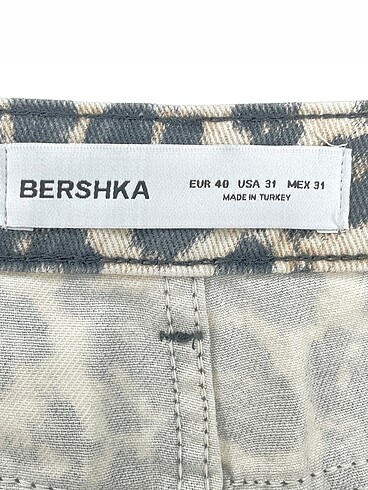 BERSHKA
EUR 40 USA 31 MEX 31
MADE IN TURKEY